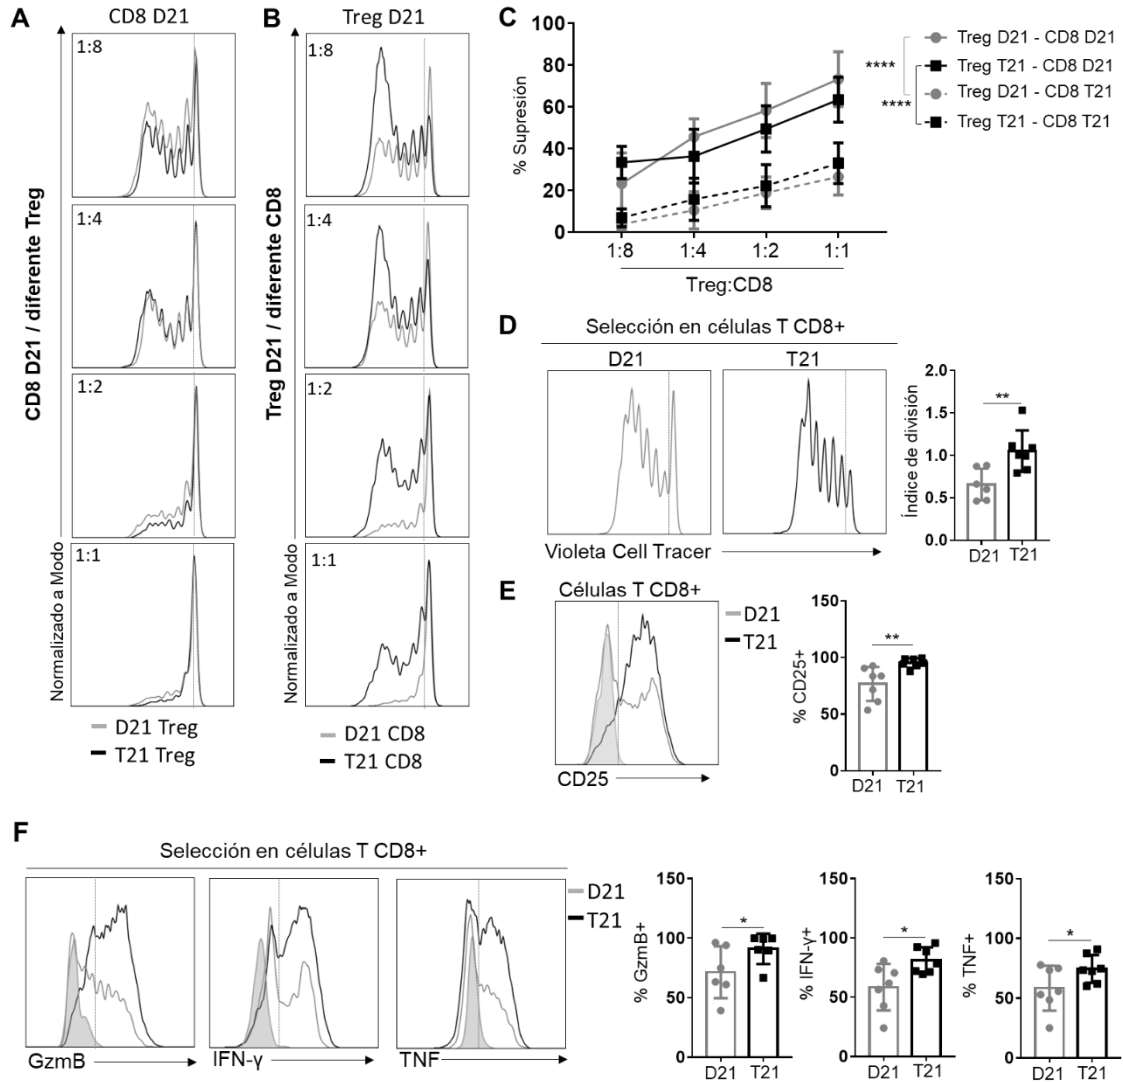 A
CD8 D21
CD8 D21 / diferente Treg
Normalizado a Modo
1:8
1:4
1:2
1:1
D21 Treg
T21 Treg
B
Treg D21
Treg D21 / diferente CD8
Normalizado a Modo
1:8
1:4
1:2
1:1
D21 CD8
T21 CD8
C
% Supresión
100
80
60
40
20
0
1:8 1:4 1:2 1:1
Treg:CD8
**** 
****
Treg D21 - CD8 D21
Treg T21 - CD8 D21
Treg D21 - CD8 T21
Treg T21 - CD8 T21
D
Selección en células T CD8+
D21 T21
Violeta Cell Tracer
Índice de división
2.0
1.5
1.0
0.5
0.0
**
D21 T21
E
Células T CD8+
D21
T21
CD25
% CD25+
150
100
50
0
**
D21 T21
F
Selección en células T CD8+
D21
T21
GzmB IFN-γ TNF
% GzmB+
150
100
50
0
*
D21 T21
% IFN-γ+
150
100
50
0
*
D21 T21
% TNF+
150
100
50
0
*
D21 T21